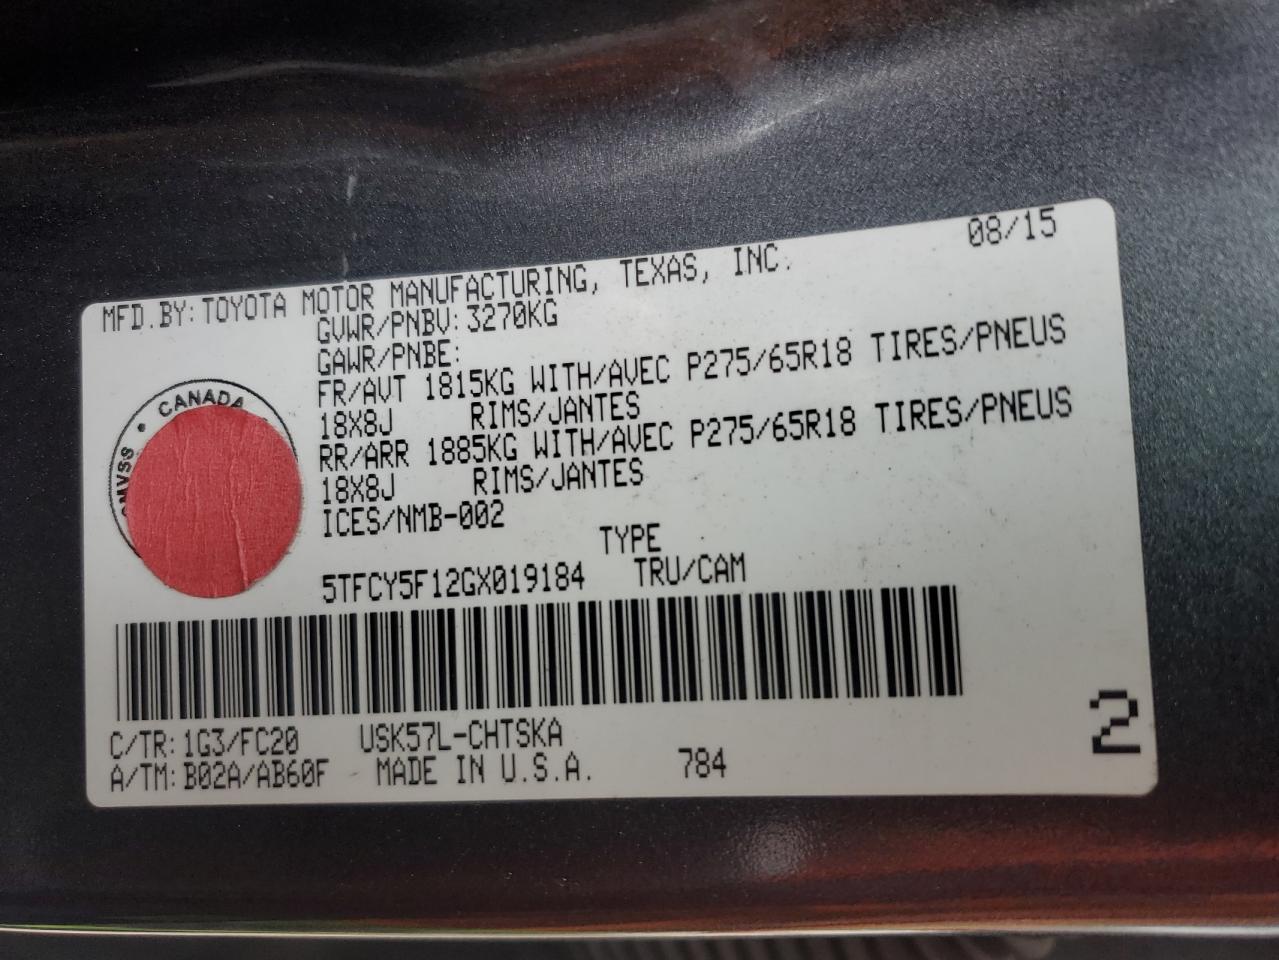 08/15
MFD.BY: TOYOTA MOTOR MANUFACTURING, TEXAS, INC.
GVWR/PNBV: 3270KG
GAWR/PNBE:
FR/AVT 1815KG WITH/AVEC P275/65R18 TIRES/PNEUS
18X8J RIMS/JANTES
RR/ARR 1885KG WITH/AVEC P275/65R18 TIRES/PNEUS
18X8J RIMS/JANTES
ICES/NMB-002
CANADA
TYPE
5TFCY5F12GX019184 TRU/CAM
C/TR: 1G3/FC20 USK57L-CHTSKA
A/TM: B02A/AB60F MADE IN U.S.A. 784
2